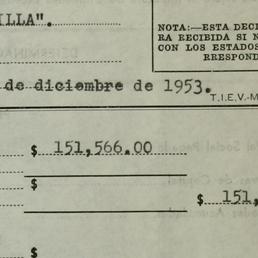 ILLA".
NOTA:—ESTA DECI
RA RECIBIDA SI N
CON LOS ESTADOS
RRESPOND
de diciembre de 1953.
T.I.E.V.-M
$ 151,566.00
$
$ 151,
$